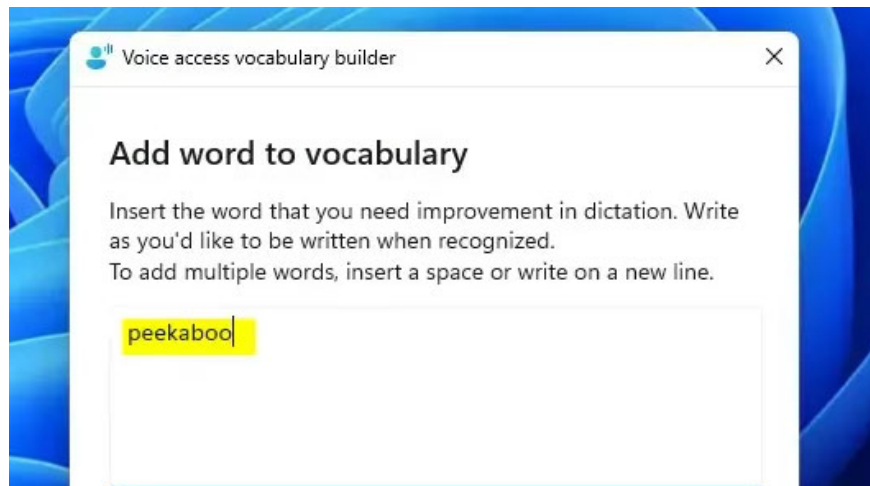 Voice access vocabulary builder
Add word to vocabulary
Insert the word that you need improvement in dictation. Write
as you'd like to be written when recognized.
To add multiple words, insert a space or write on a new line.
peekaboo